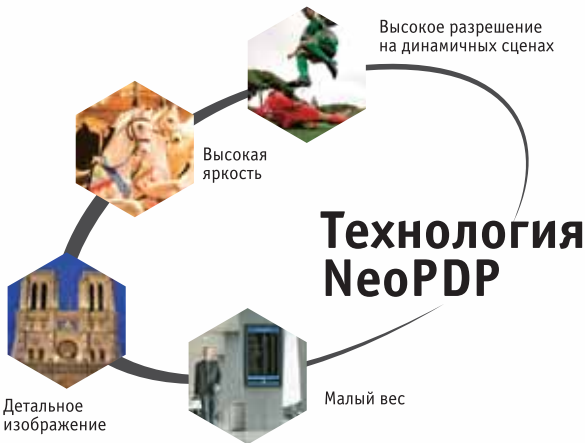 Высокое разрешение
на динамичных сценах
Высокая
яркость
Технология
NeoPDP
Малый вес
Детальное
изображение